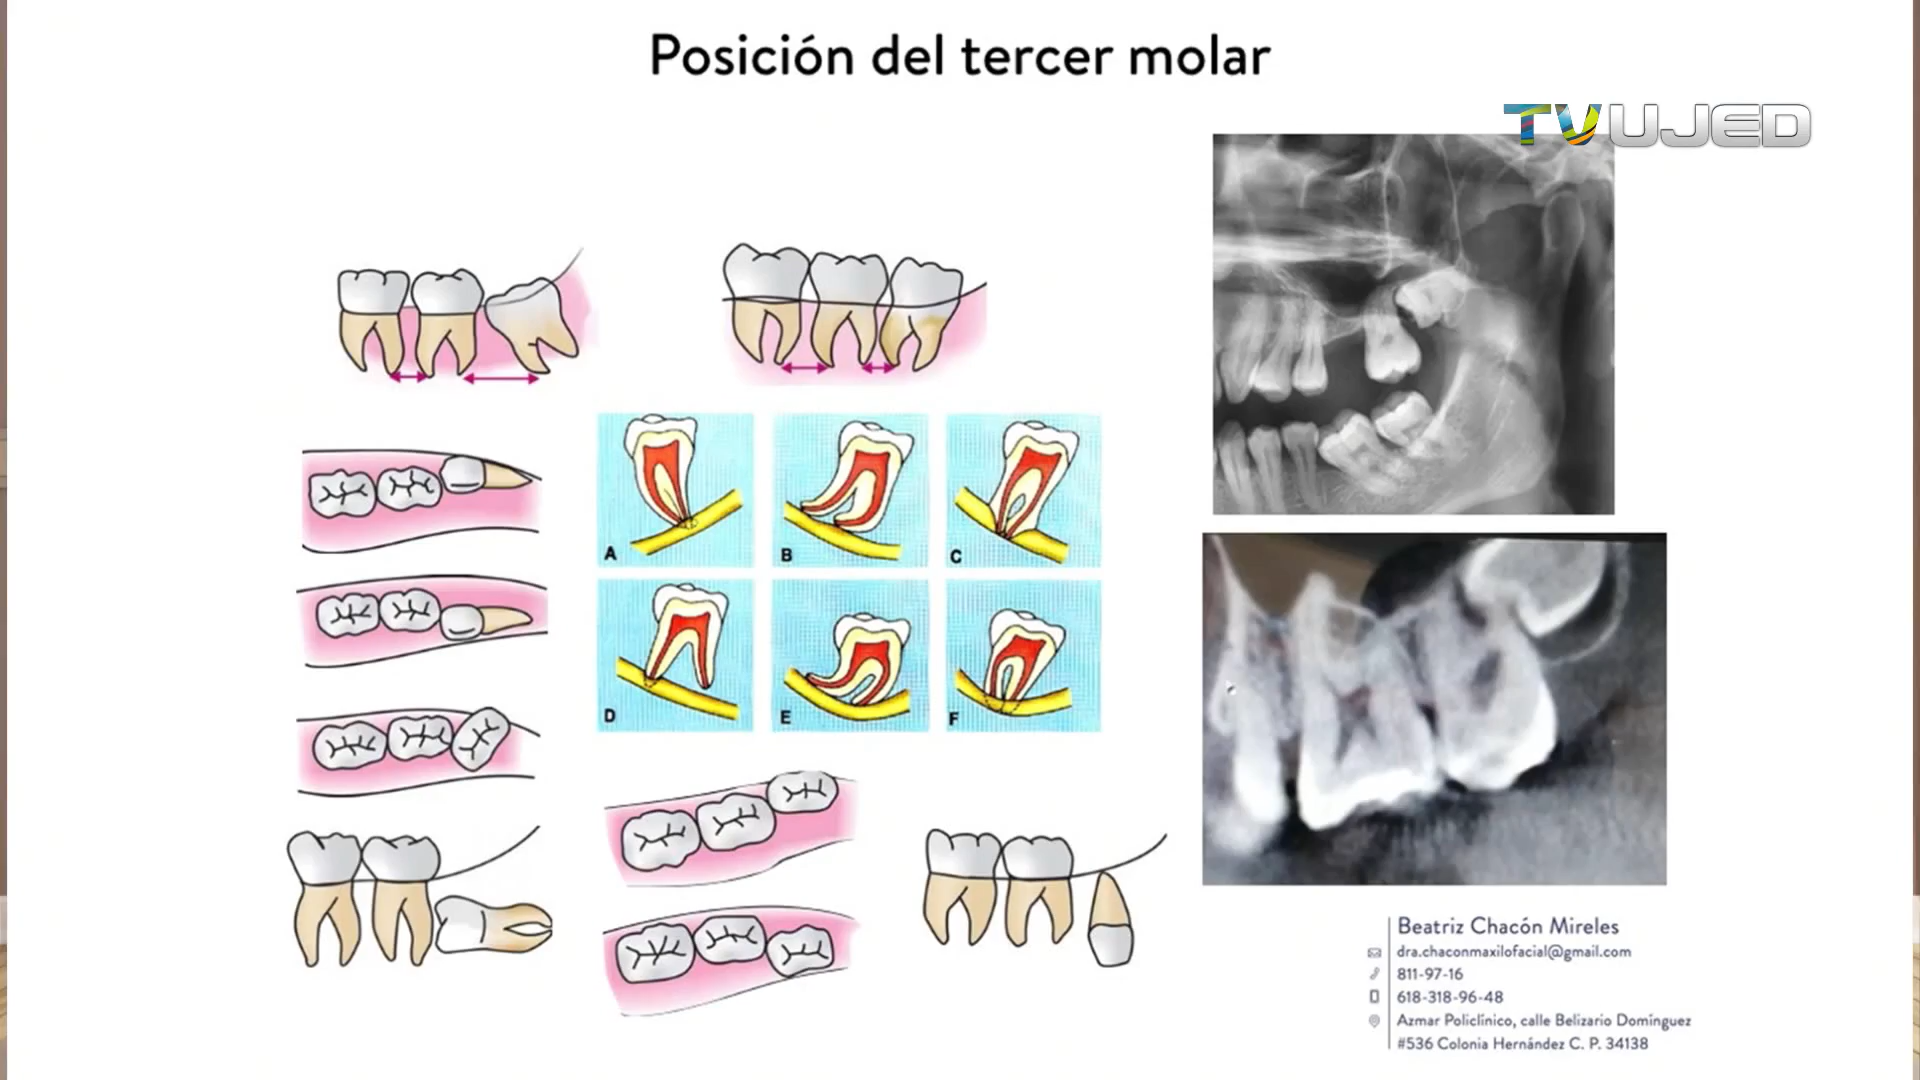 Posición del tercer molar
TVUJED
A
B
C
D
E
F
Beatriz Chacón Mireles
dra.chaconmaxilofacial@gmail.com
811-97-16
618-318-96-48
Azmar Policlínico, calle Belizario Domínguez
#536 Colonia Hernández C. P. 34138